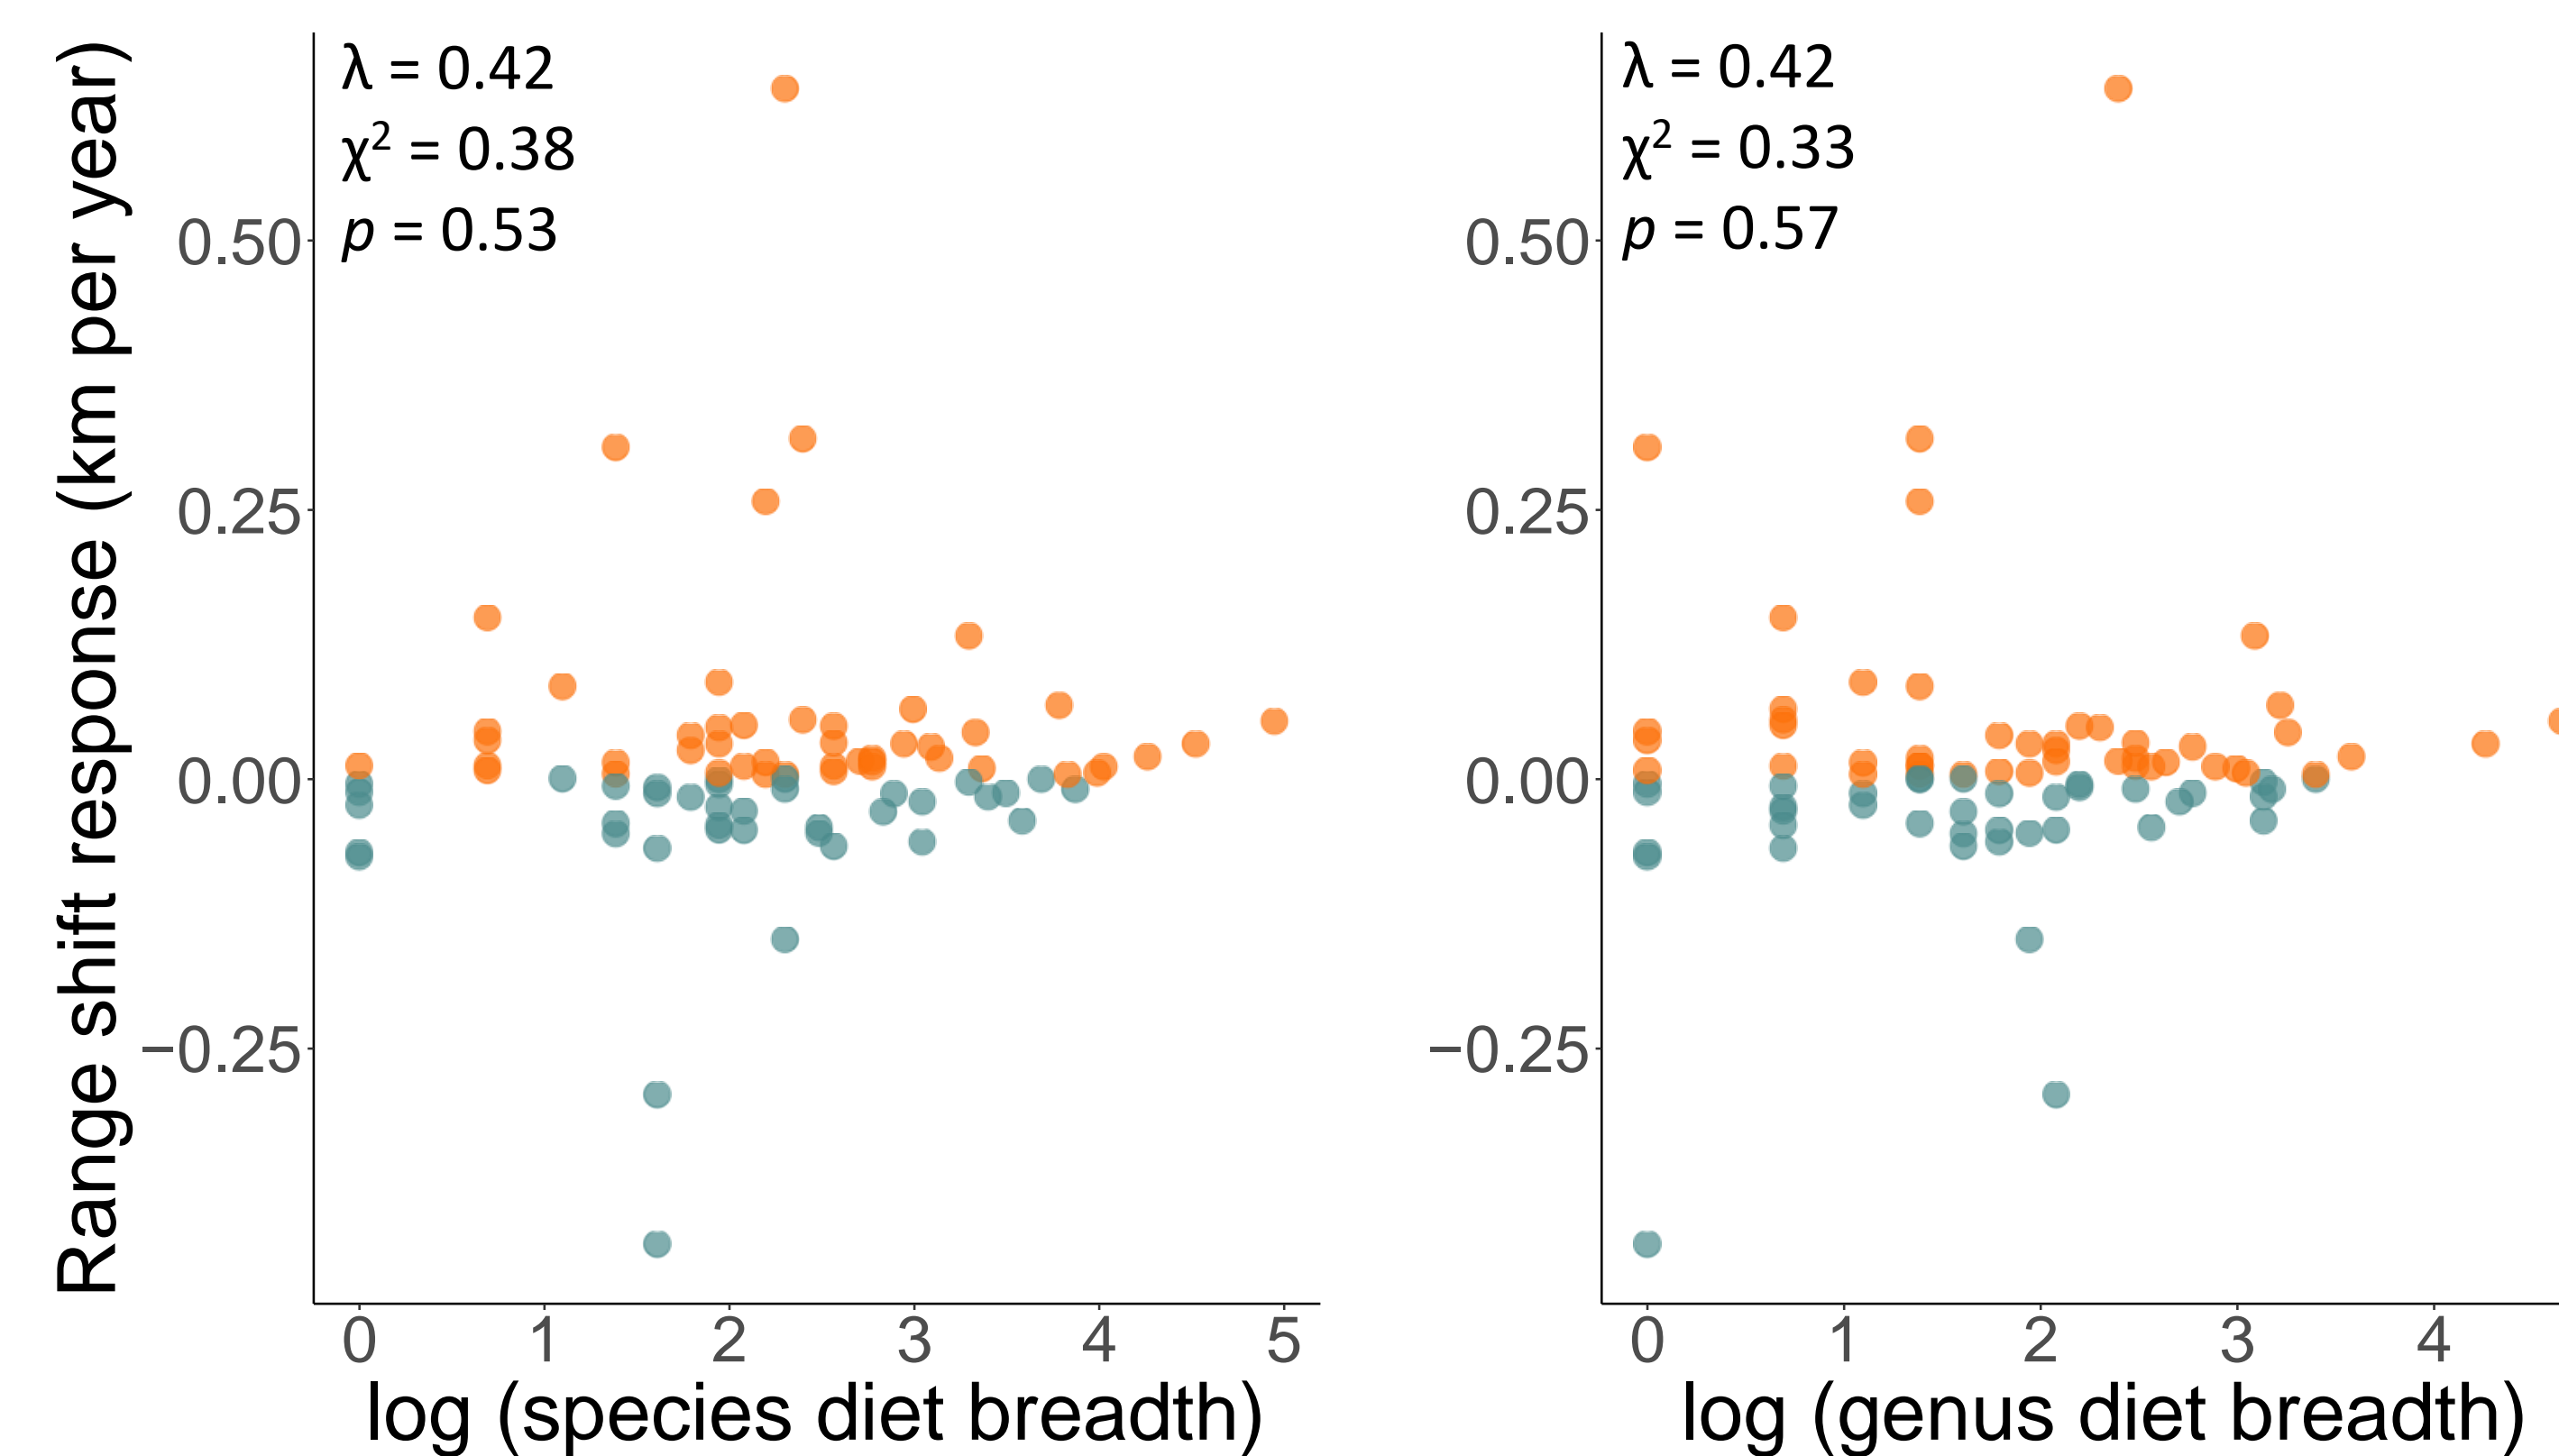 Range shift response (km per year)
λ = 0.42
χ² = 0.38
p = 0.53
0.50
0.25
0.00
−0.25
0 1 2 3 4 5
log (species diet breadth)
λ = 0.42
χ² = 0.33
p = 0.57
0.50
0.25
0.00
−0.25
0 1 2 3 4
log (genus diet breadth)